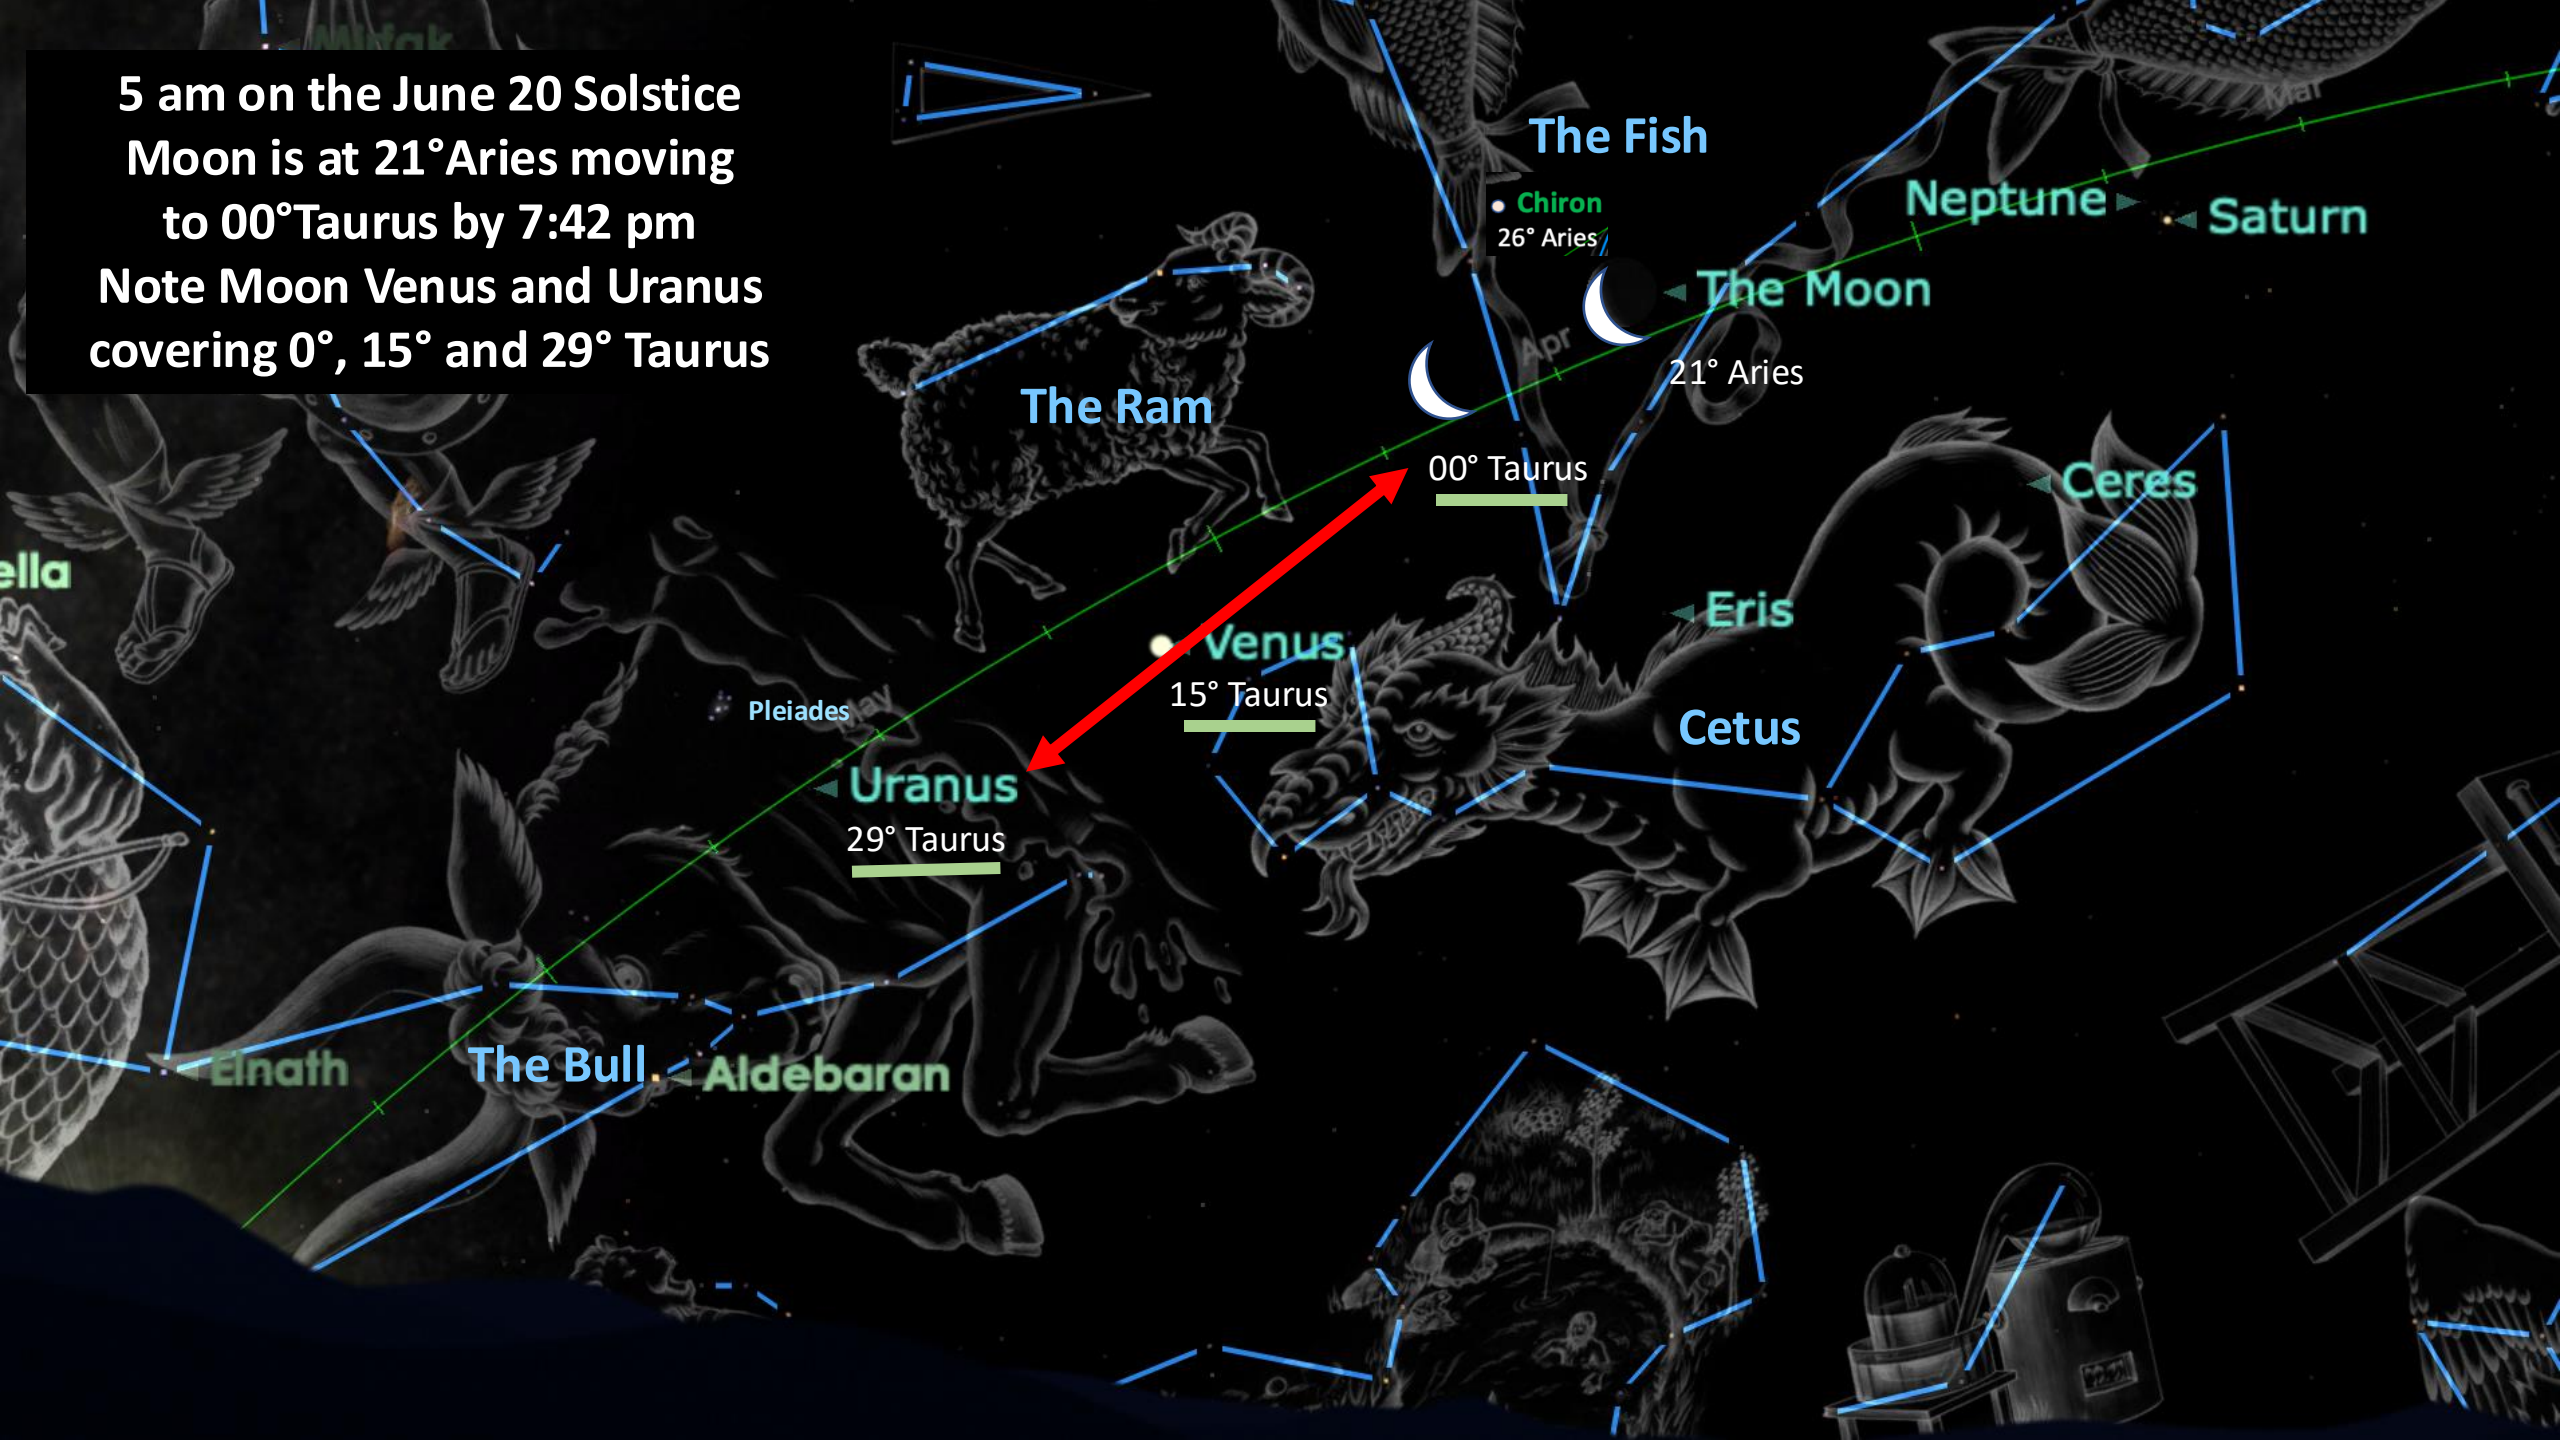 Mirfak
5 am on the June 20 Solstice
Moon is at 21°Aries moving
to 00°Taurus by 7:42 pm
Note Moon Venus and Uranus
covering 0°, 15° and 29° Taurus
The Fish
Mar
Chiron
26° Aries
Neptune
Saturn
The Moon
Apr
21° Aries
The Ram
00° Taurus
Ceres
ella
Eris
Venus
15° Taurus
Pleiades
ay
Cetus
Uranus
29° Taurus
Elnath
The Bull
Aldebaran